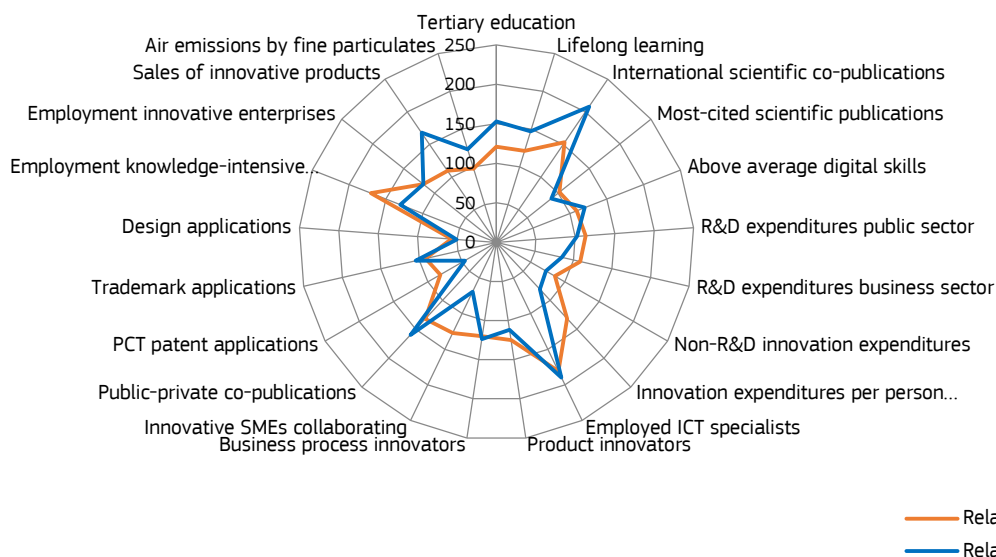 Tertiary education
Lifelong learning
International scientific co-publications
Most-cited scientific publications
Above average digital skills
R&D expenditures public sector
R&D expenditures business sector
Non-R&D innovation expenditures
Innovation expenditures per person...
Employed ICT specialists
Product innovators
Business process innovators
Innovative SMEs collaborating
Public-private co-publications
PCT patent applications
Trademark applications
Design applications
Employment knowledge-intensive...
Employment innovative enterprises
Sales of innovative products
Air emissions by fine particulates
250
200
150
100
50
0
Rela
Rela